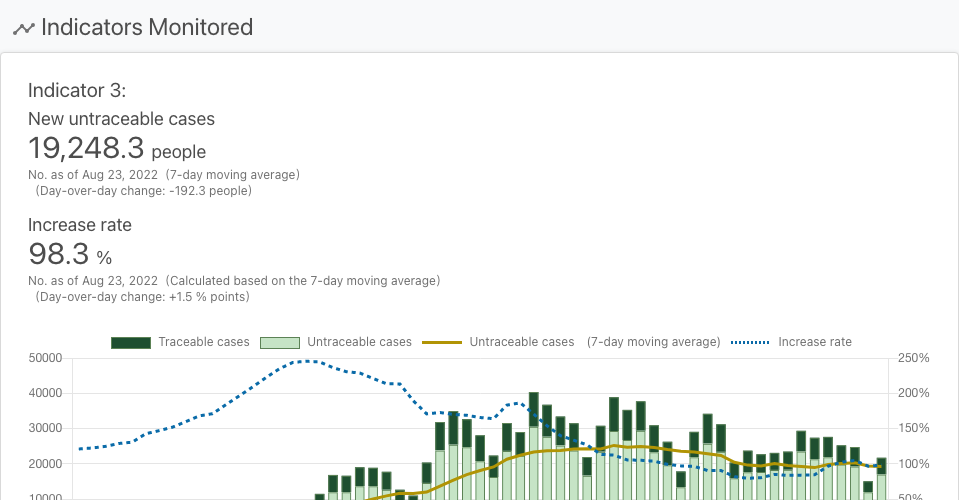 Indicators Monitored
Indicator 3:
New untraceable cases
19,248.3 people
No. as of Aug 23, 2022 (7-day moving average)
(Day-over-day change: -192.3 people)
Increase rate
98.3 %
No. as of Aug 23, 2022 (Calculated based on the 7-day moving average)
(Day-over-day change: +1.5 % points)
Traceable cases Untraceable cases Untraceable cases (7-day moving average) Increase rate
50000 250%
40000 200%
30000 150%
20000 100%
10000 50%